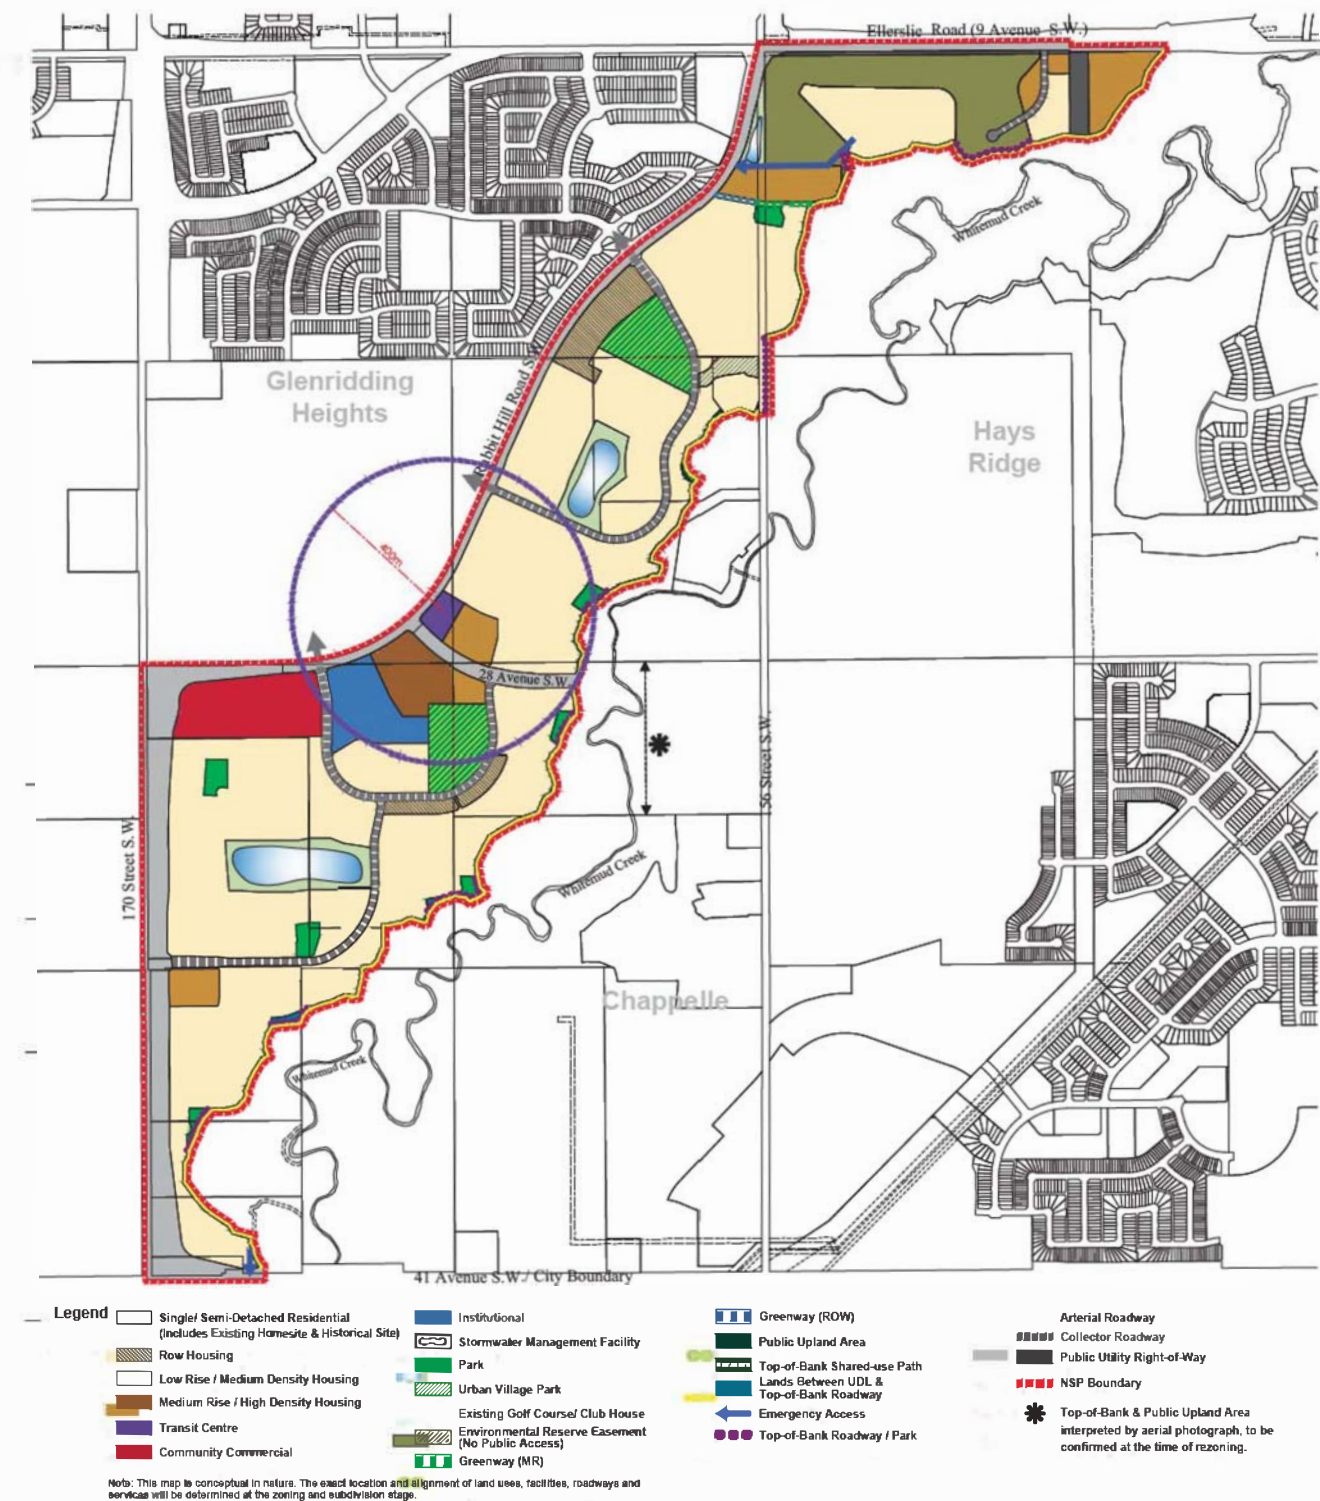 Ellerslie Road (9 Avenue S.W.)
Whitemud Creek
Glenridding
Heights
Rabbit Hill Road S.W.
Hays
Ridge
400m
28 Avenue S.W.
56 Street S.W.
170 Street S.W.
Whitemud Creek
Chappelle
Whitemud Creek
41 Avenue S.W./ City Boundary
Legend
Single/ Semi-Detached Residential
(Includes Existing Homesite & Historical Site)
Row Housing
Low Rise / Medium Density Housing
Medium Rise / High Density Housing
Transit Centre
Community Commercial
Institutional
Stormwater Management Facility
Park
Urban Village Park
Existing Golf Course/ Club House
Environmental Reserve Easement
(No Public Access)
Greenway (MR)
Greenway (ROW)
Public Upland Area
Top-of-Bank Shared-use Path
Lands Between UDL &
Top-of-Bank Roadway
Emergency Access
Top-of-Bank Roadway / Park
Arterial Roadway
Collector Roadway
Public Utility Right-of-Way
NSP Boundary
Top-of-Bank & Public Upland Area
interpreted by aerial photograph, to be
confirmed at the time of rezoning.
Note: This map is conceptual in nature. The exact location and alignment of land uses, facilities, roadways and
services will be determined at the zoning and subdivision stage.